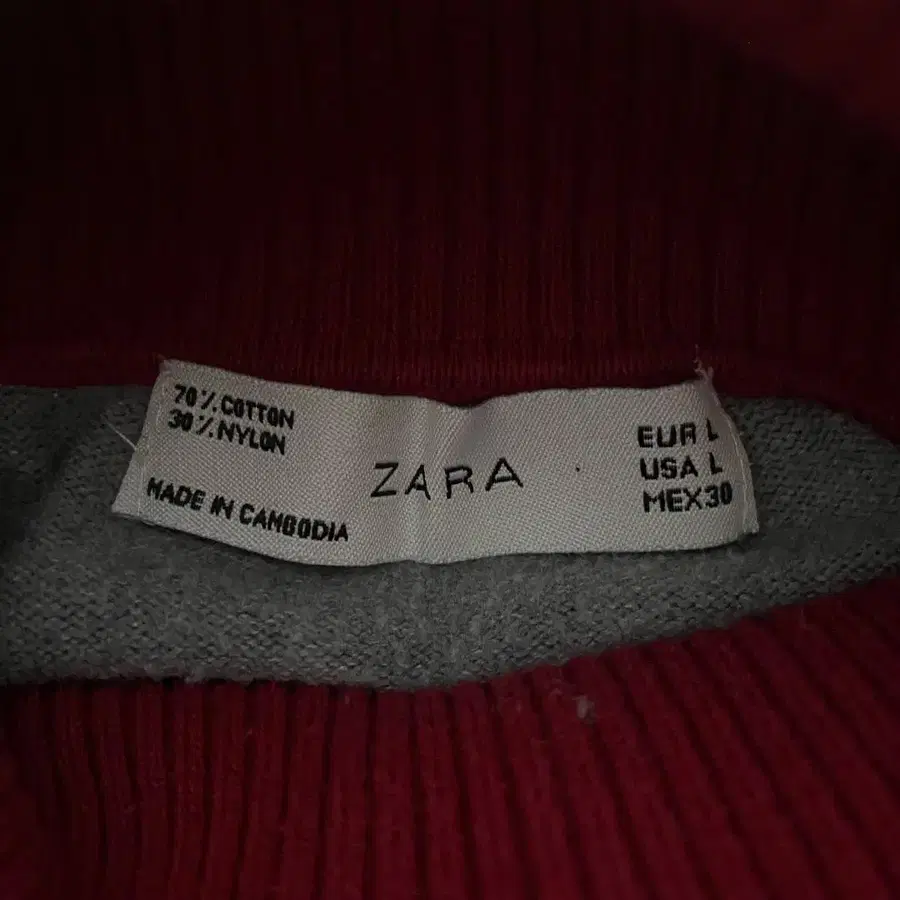 70% COTTON
30% NYLON
MADE IN CAMBODIA
ZARA
EUR L
USA L
MEX 30